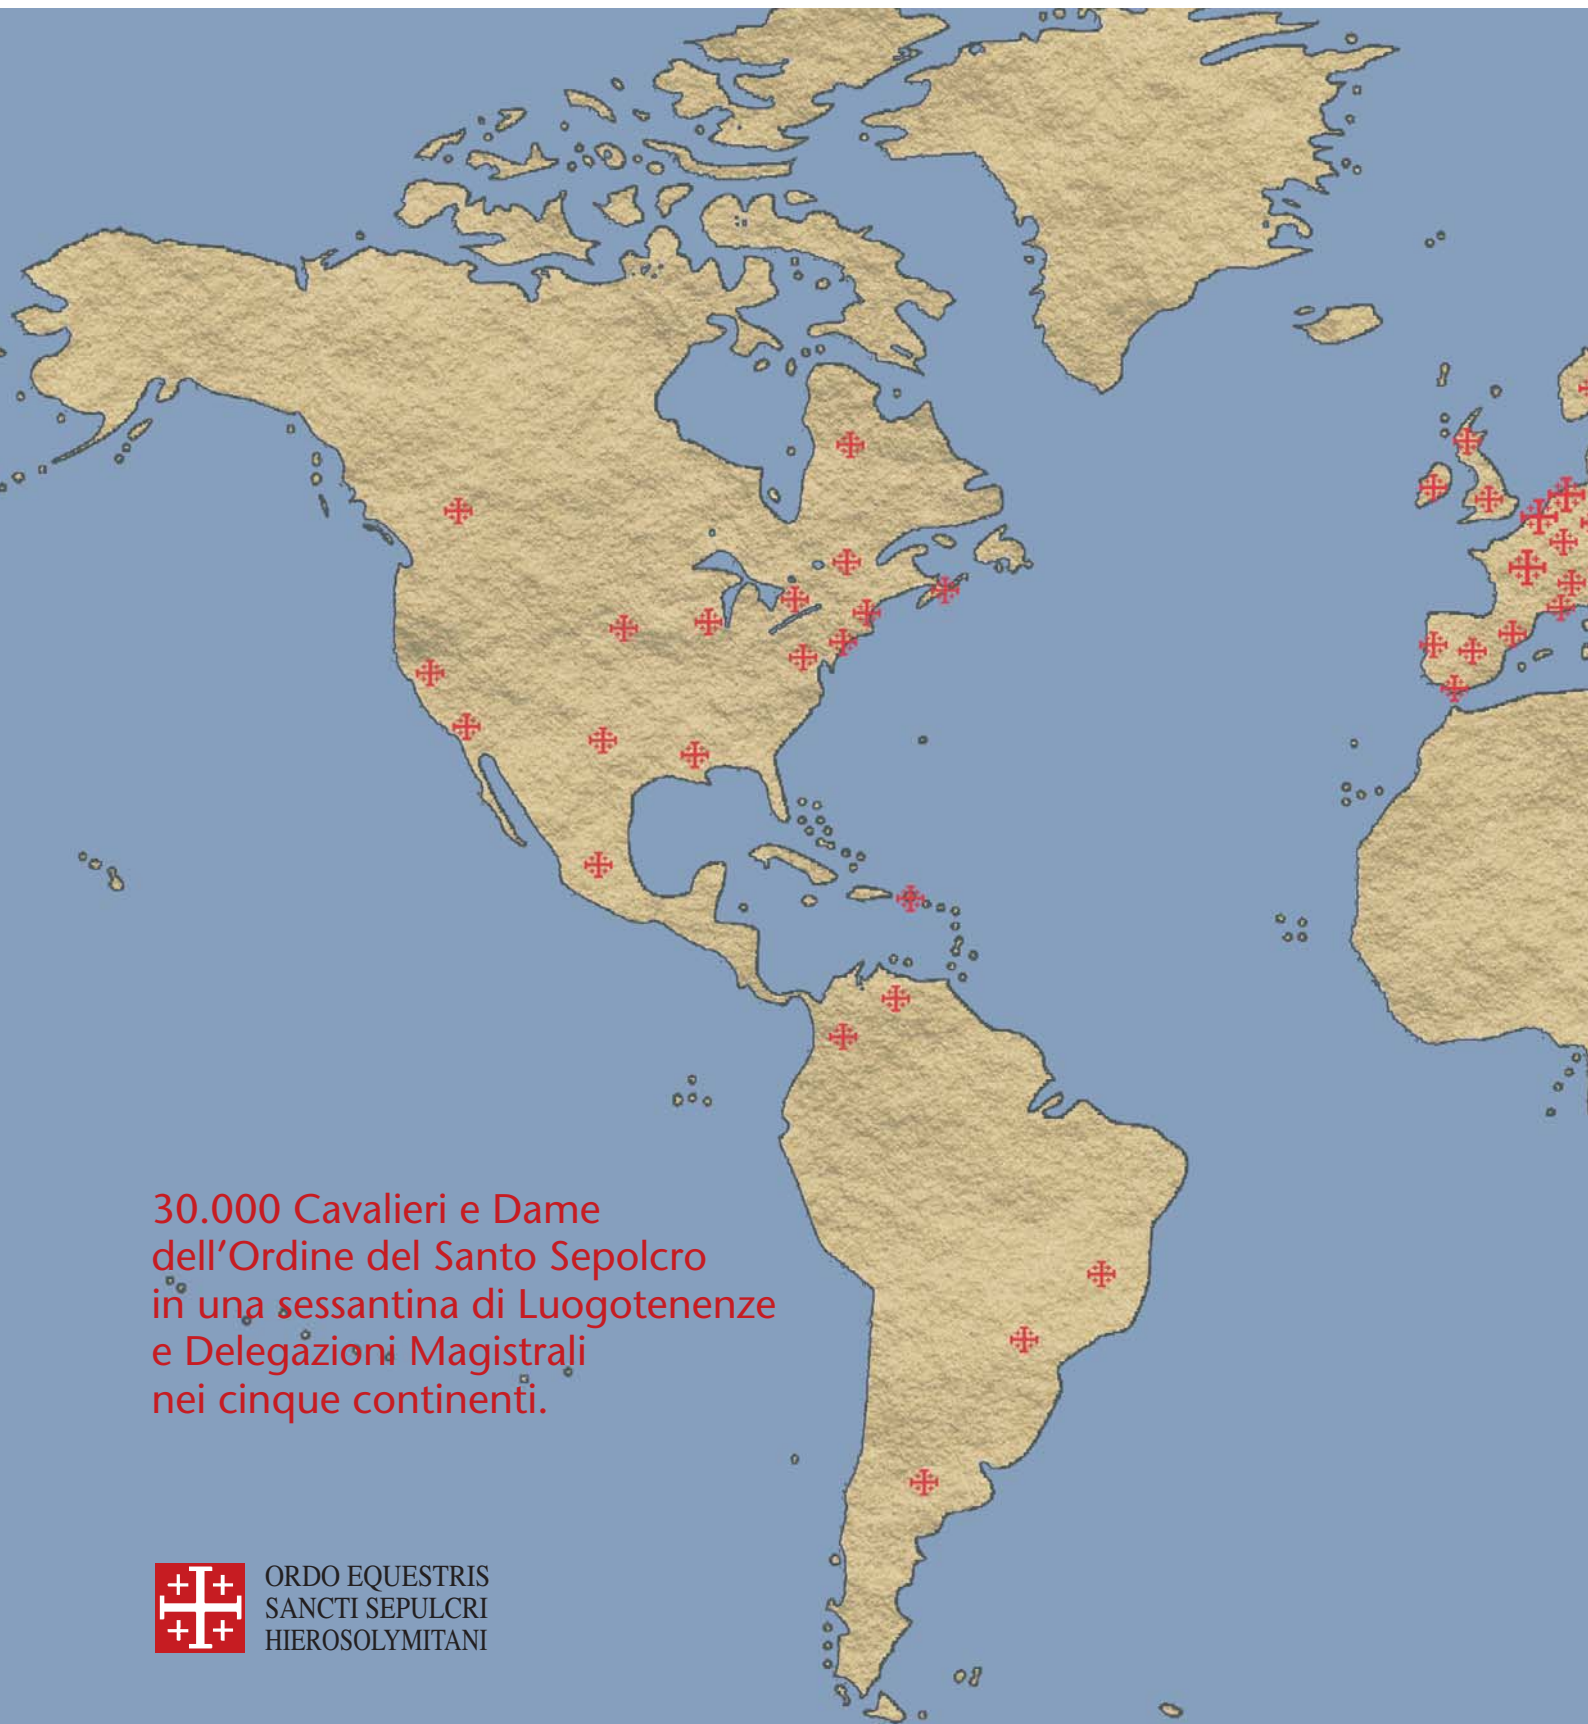 30.000 Cavalieri e Dame
dell’Ordine del Santo Sepolcro
in una sessantina di Luogotenenze
e Delegazioni Magistrali
nei cinque continenti.
ORDO EQUESTRIS
SANCTI SEPULCRI
HIEROSOLYMITANI